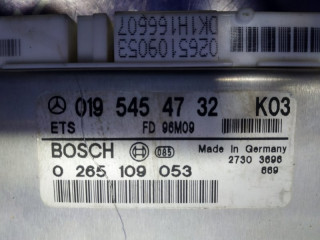 DK1H166607
0265109053
019 545 47 32 K03
ETS FD 96M09
BOSCH 085 Made in Germany
0 265 109 053 2730 3696
669